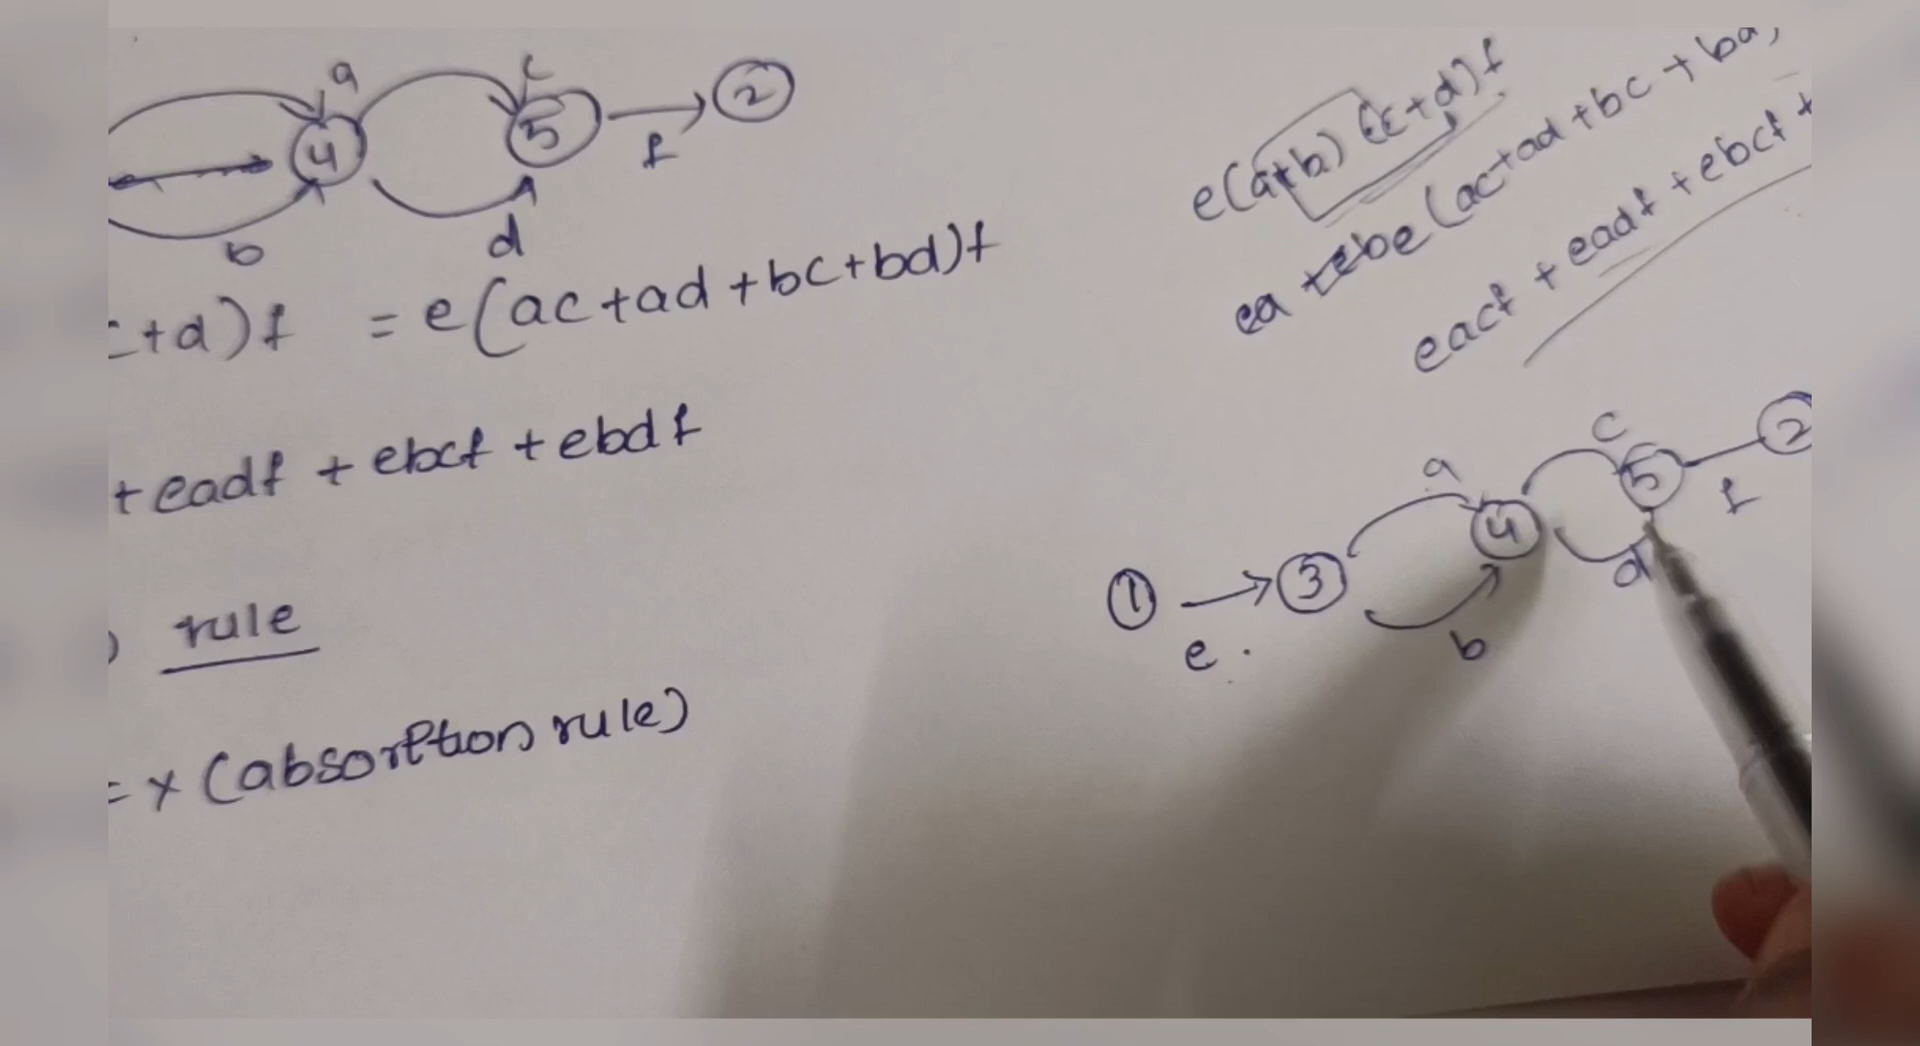 a c
4 5 2
f
b d
c+d)f = e(ac+ad+bc+bd)f
+eadf + ebcf + ebdf
) rule
= x (absorption rule)
e(a+b)(c+d)f
ea + ebe (ac+ad+bc+bd)
eacf + eadf + ebcf +
a c
1 3 4 5 2
e b d f